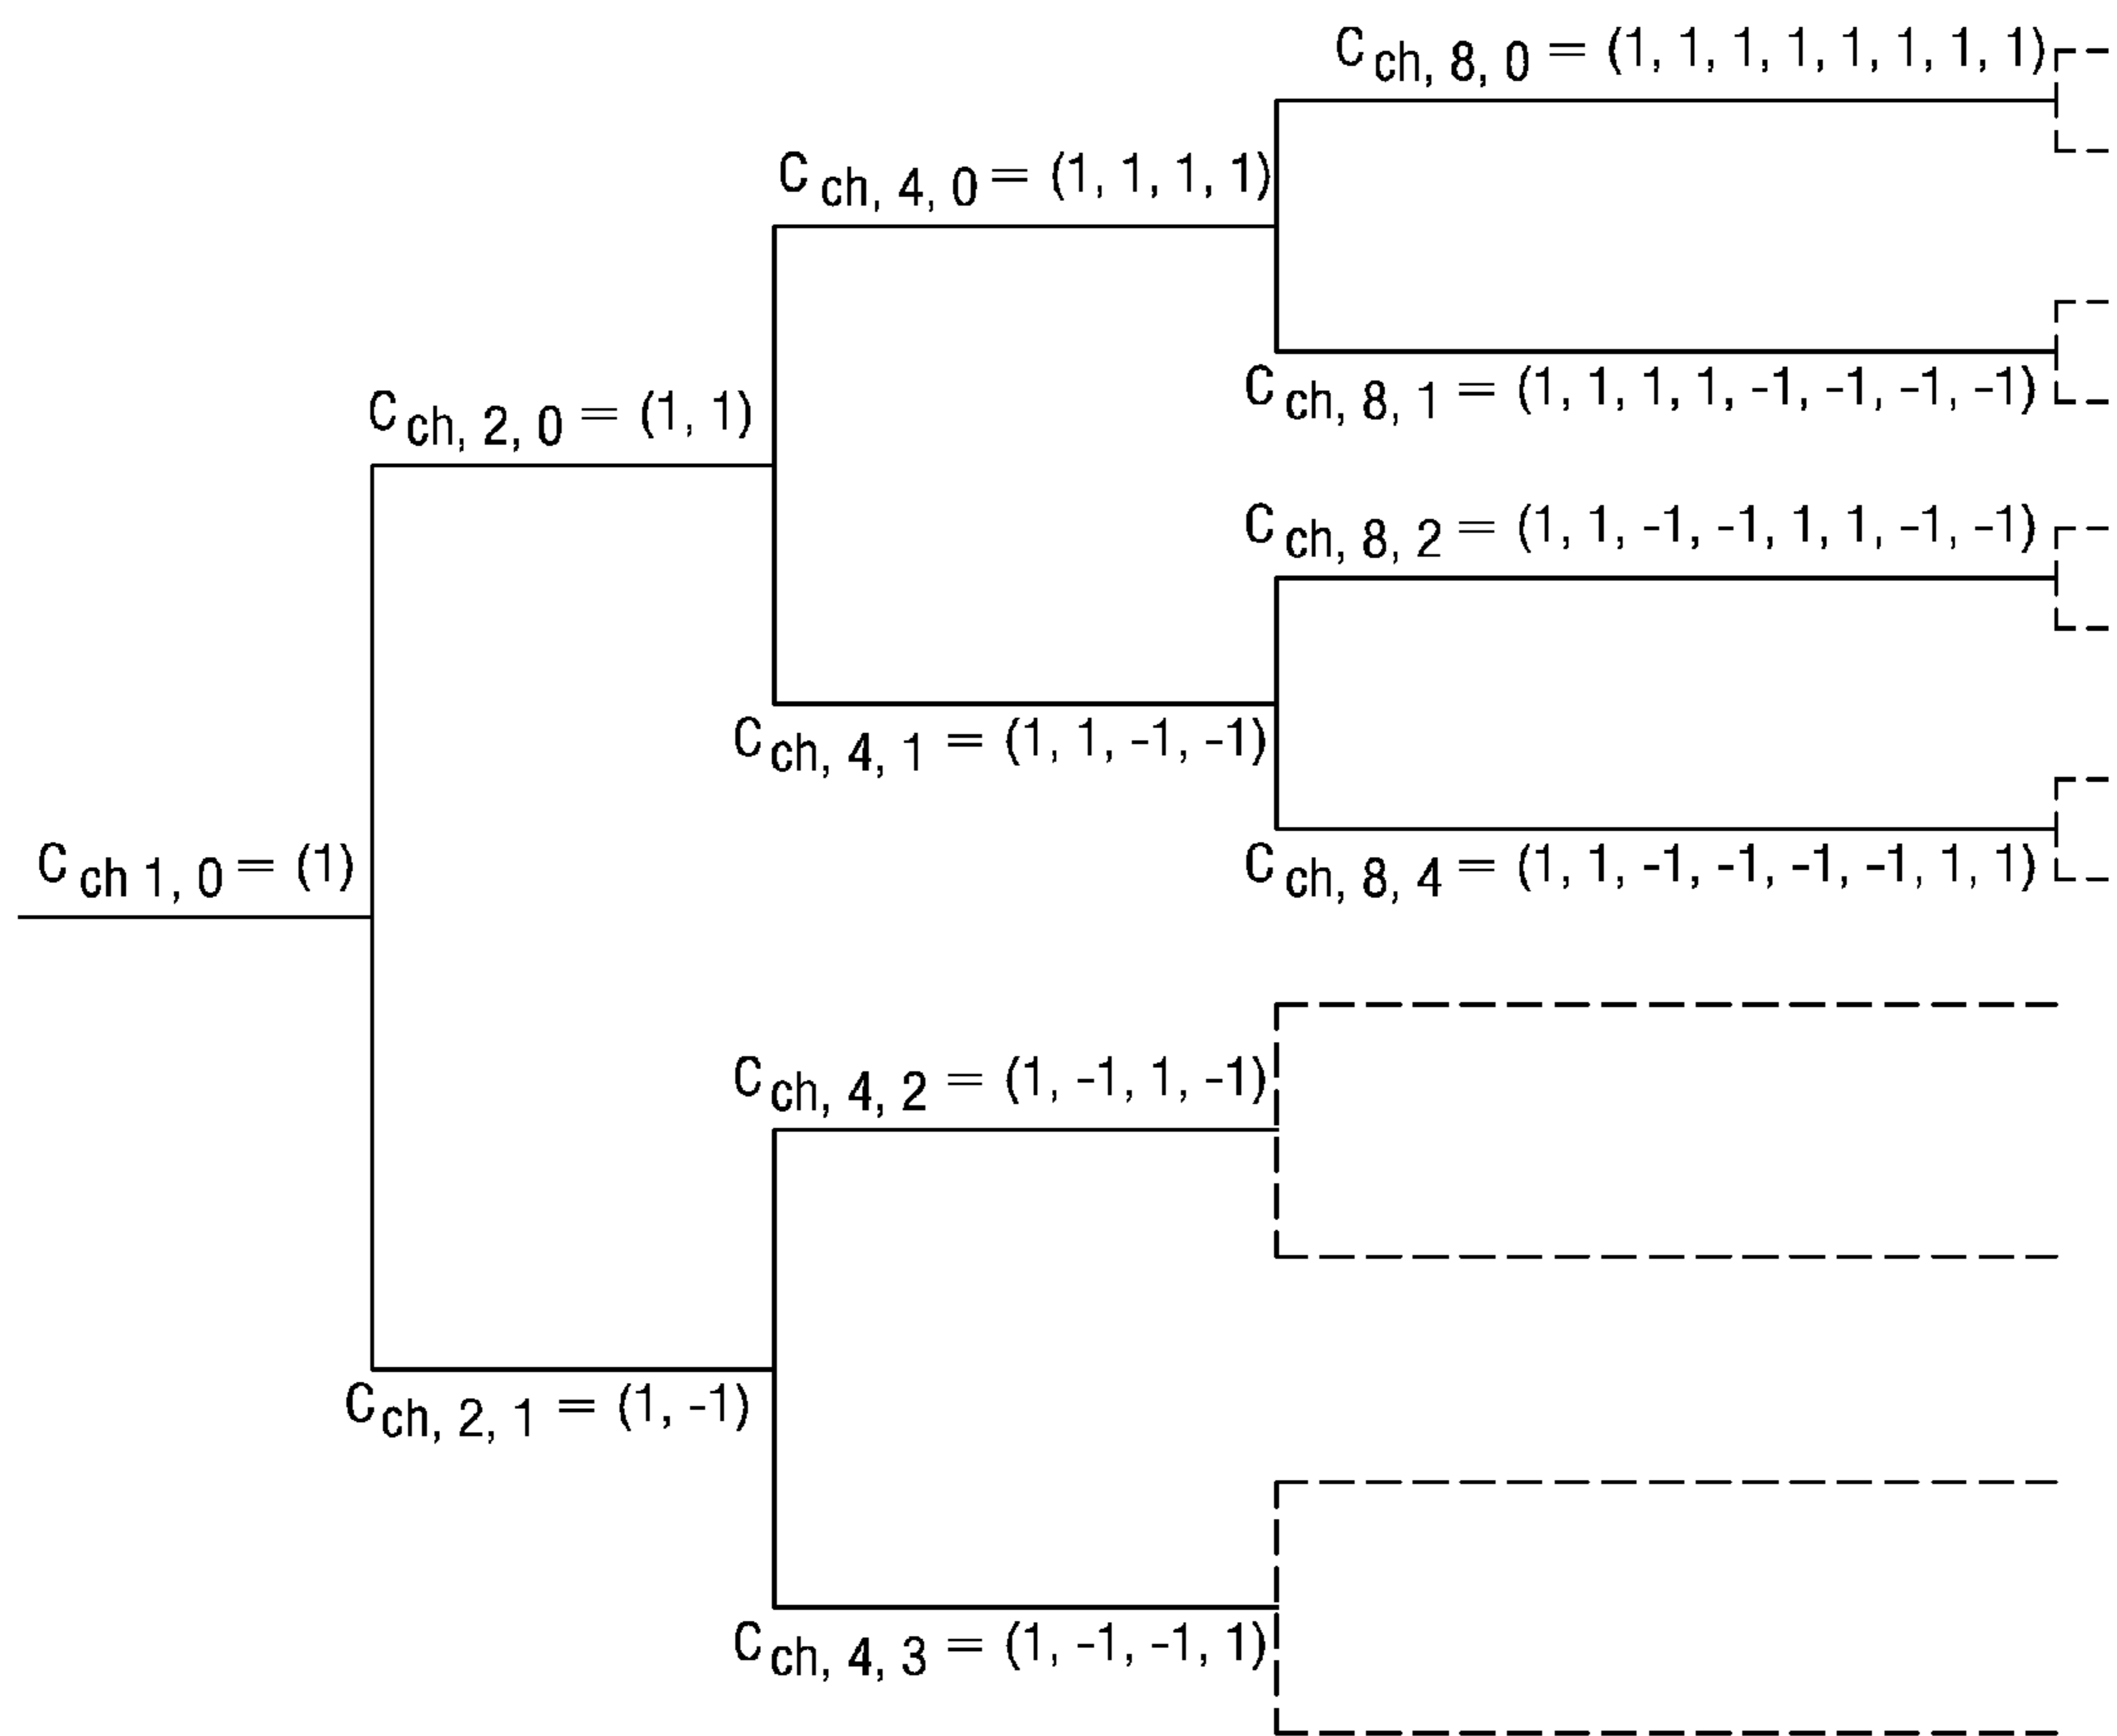 C ch, 8, 0 = (1, 1, 1, 1, 1, 1, 1, 1)
C ch, 4, 0 = (1, 1, 1, 1)
C ch, 8, 1 = (1, 1, 1, 1, -1, -1, -1, -1)
C ch, 2, 0 = (1, 1)
C ch, 8, 2 = (1, 1, -1, -1, 1, 1, -1, -1)
C ch, 4, 1 = (1, 1, -1, -1)
C ch 1, 0 = (1)
C ch, 8, 4 = (1, 1, -1, -1, -1, -1, 1, 1)
C ch, 4, 2 = (1, -1, 1, -1)
C ch, 2, 1 = (1, -1)
C ch, 4, 3 = (1, -1, -1, 1)